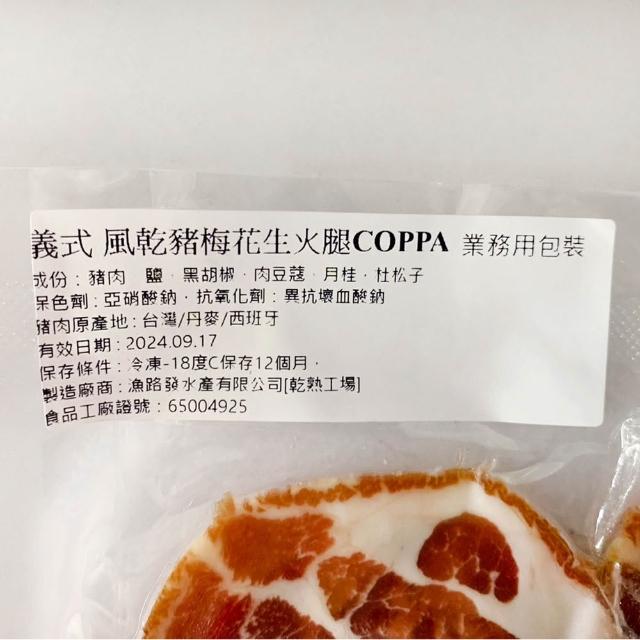 義式 風乾豬梅花生火腿COPPA 業務用包裝
成份：豬肉 鹽，黑胡椒，肉豆蔻，月桂，杜松子
保色劑：亞硝酸鈉，抗氧化劑：異抗壞血酸鈉
豬肉原產地：台灣/丹麥/西班牙
有效日期：2024.09.17
保存條件：冷凍-18度C保存12個月，
製造廠商：漁路發水產有限公司[乾熟工場]
食品工廠證號：65004925